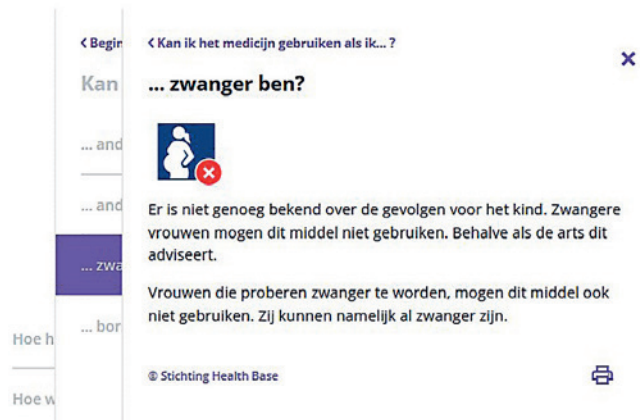 < Begin
< Kan ik het medicijn gebruiken als ik... ?
Kan
... zwanger ben?
... and
... and
Er is niet genoeg bekend over de gevolgen voor het kind. Zwangere
vrouwen mogen dit middel niet gebruiken. Behalve als de arts dit
adviseert.
... zwa
Vrouwen die proberen zwanger te worden, mogen dit middel ook
niet gebruiken. Zij kunnen namelijk al zwanger zijn.
... bor
Hoe h
© Stichting Health Base
Hoe w